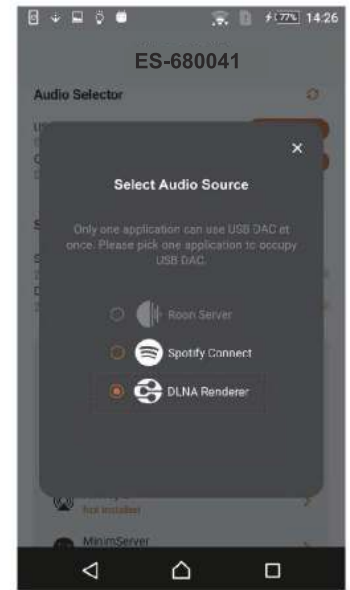 77% 14:26
ES-680041
Audio Selector
Select Audio Source
Only one application can use USB DAC et
once. Please pick one application to occupy
USB DAC.
Roon Server
Spotify Connect
DLNA Renderer
not installed
MinimServer